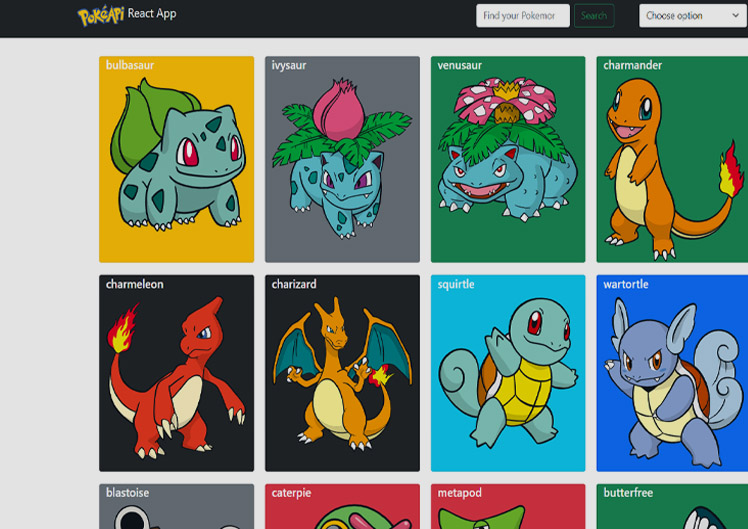 PokéAPI React App
Find your Pokemor
Search
Choose option
bulbasaur
ivysaur
venusaur
charmander
charmeleon
charizard
squirtle
wartortle
blastoise
caterpie
metapod
butterfree